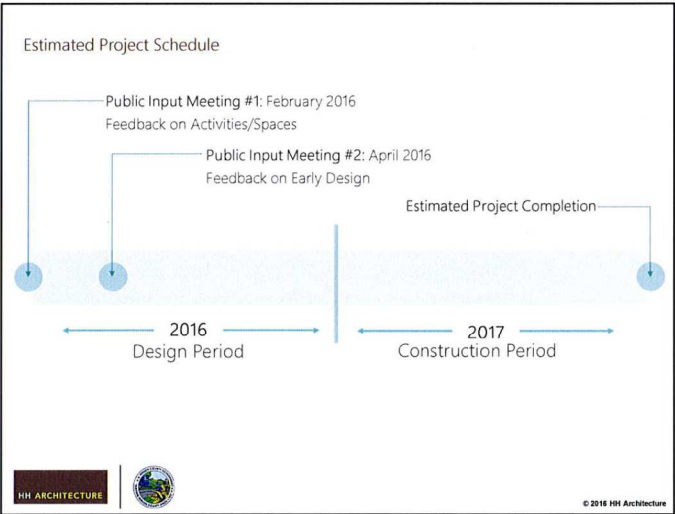 Estimated Project Schedule
Public Input Meeting #1: February 2016
Feedback on Activities/Spaces
Public Input Meeting #2: April 2016
Feedback on Early Design
Estimated Project Completion
2016
Design Period
2017
Construction Period
HH ARCHITECTURE
© 2016 HH Architecture